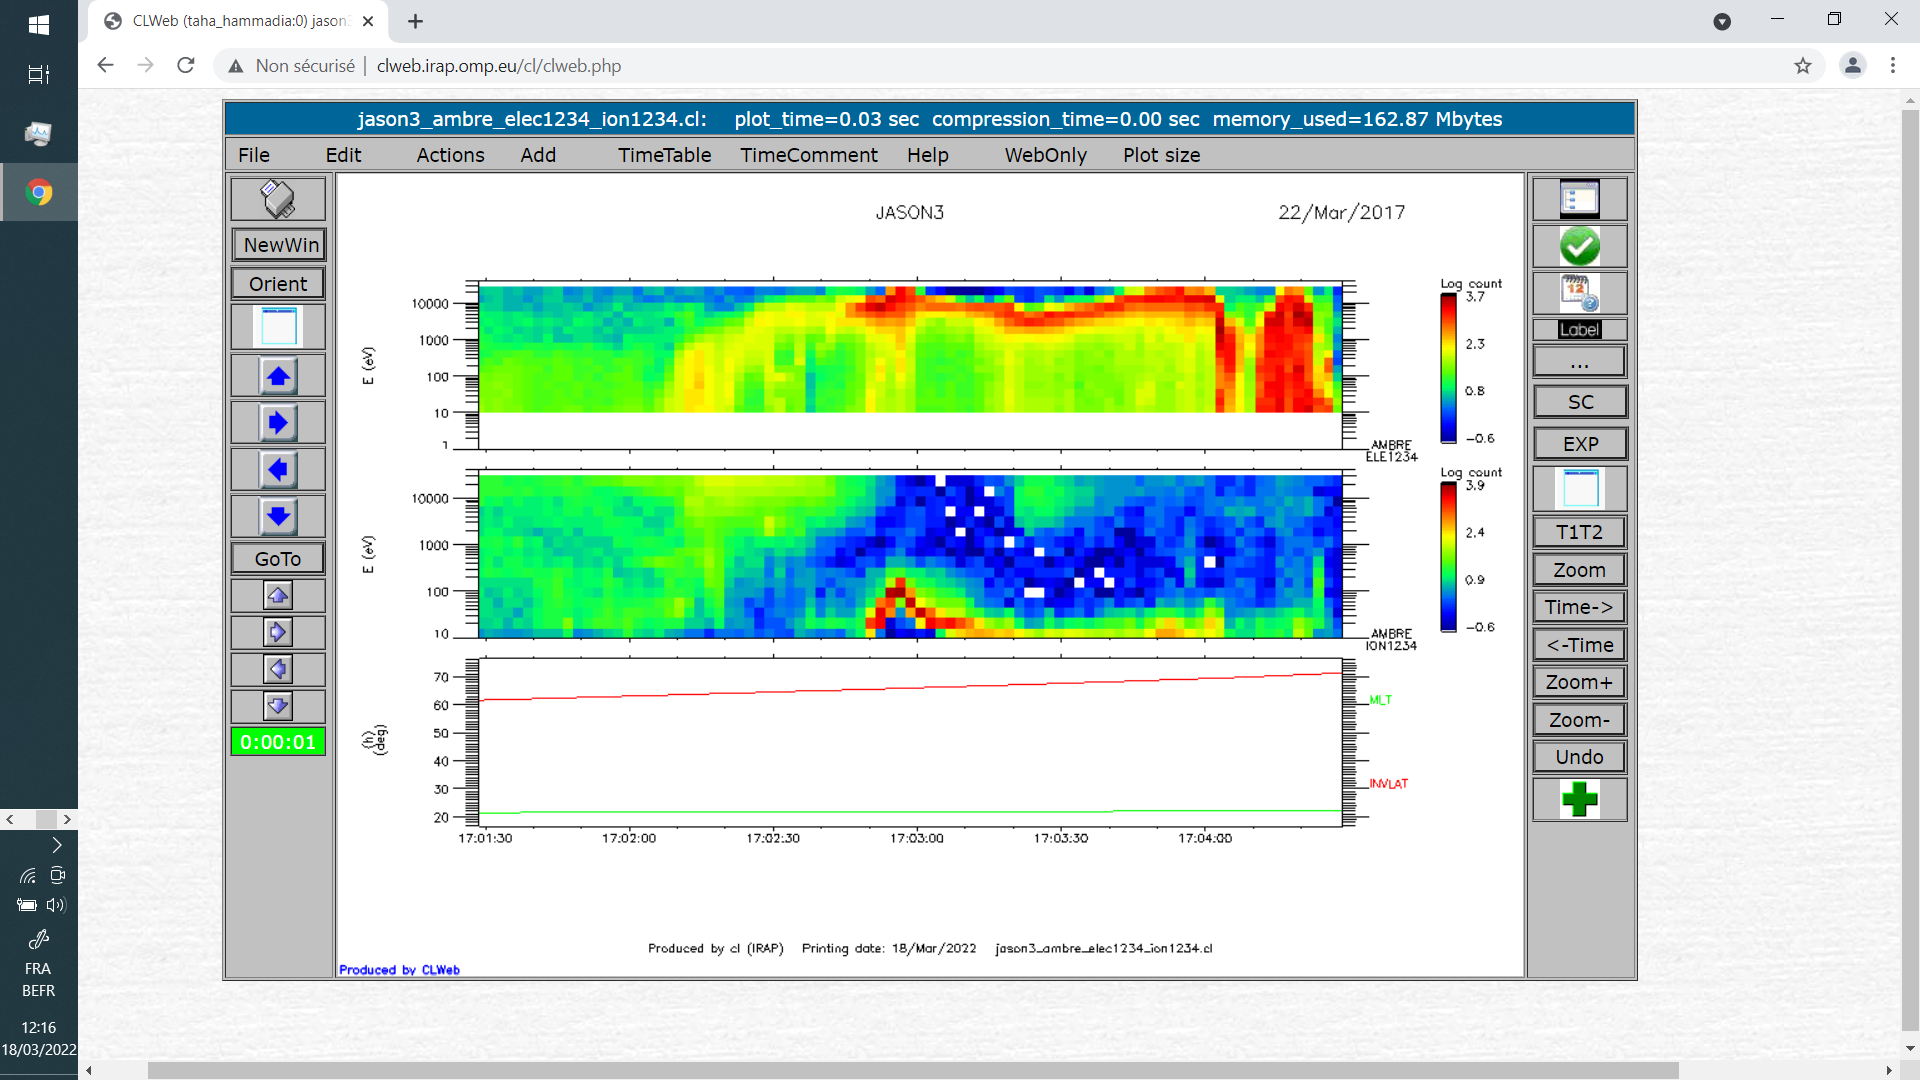 CLWeb (taha_hammadia:0) jason3
Non sécurisé clweb.irap.omp.eu/cl/clweb.php
jason3_ambre_elec1234_ion1234.cl: plot_time=0.03 sec compression_time=0.00 sec memory_used=162.87 Mbytes
File Edit Actions Add TimeTable TimeComment Help WebOnly Plot size
NewWin
Orient
GoTo
0:00:01
JASON3 22/Mar/2017
10000
1000
100
10
1
E (eV)
AMBRE
ELE1234
Log count
3.7
2.3
0.8
-0.6
10000
1000
100
10
E (eV)
AMBRE
ION1234
Log count
3.9
2.4
0.9
-0.6
70
60
50
40
30
20
(h)
(deg)
MLT
INVLAT
17:01:30 17:02:00 17:02:30 17:03:00 17:03:30 17:04:00
Produced by cl (IRAP) Printing date: 18/Mar/2022 jason3_ambre_elec1234_ion1234.cl
Produced by CLWeb
12
Label
...
SC
EXP
T1T2
Zoom
Time->
<-Time
Zoom+
Zoom-
Undo
FRA
BEFR
12:16
18/03/2022